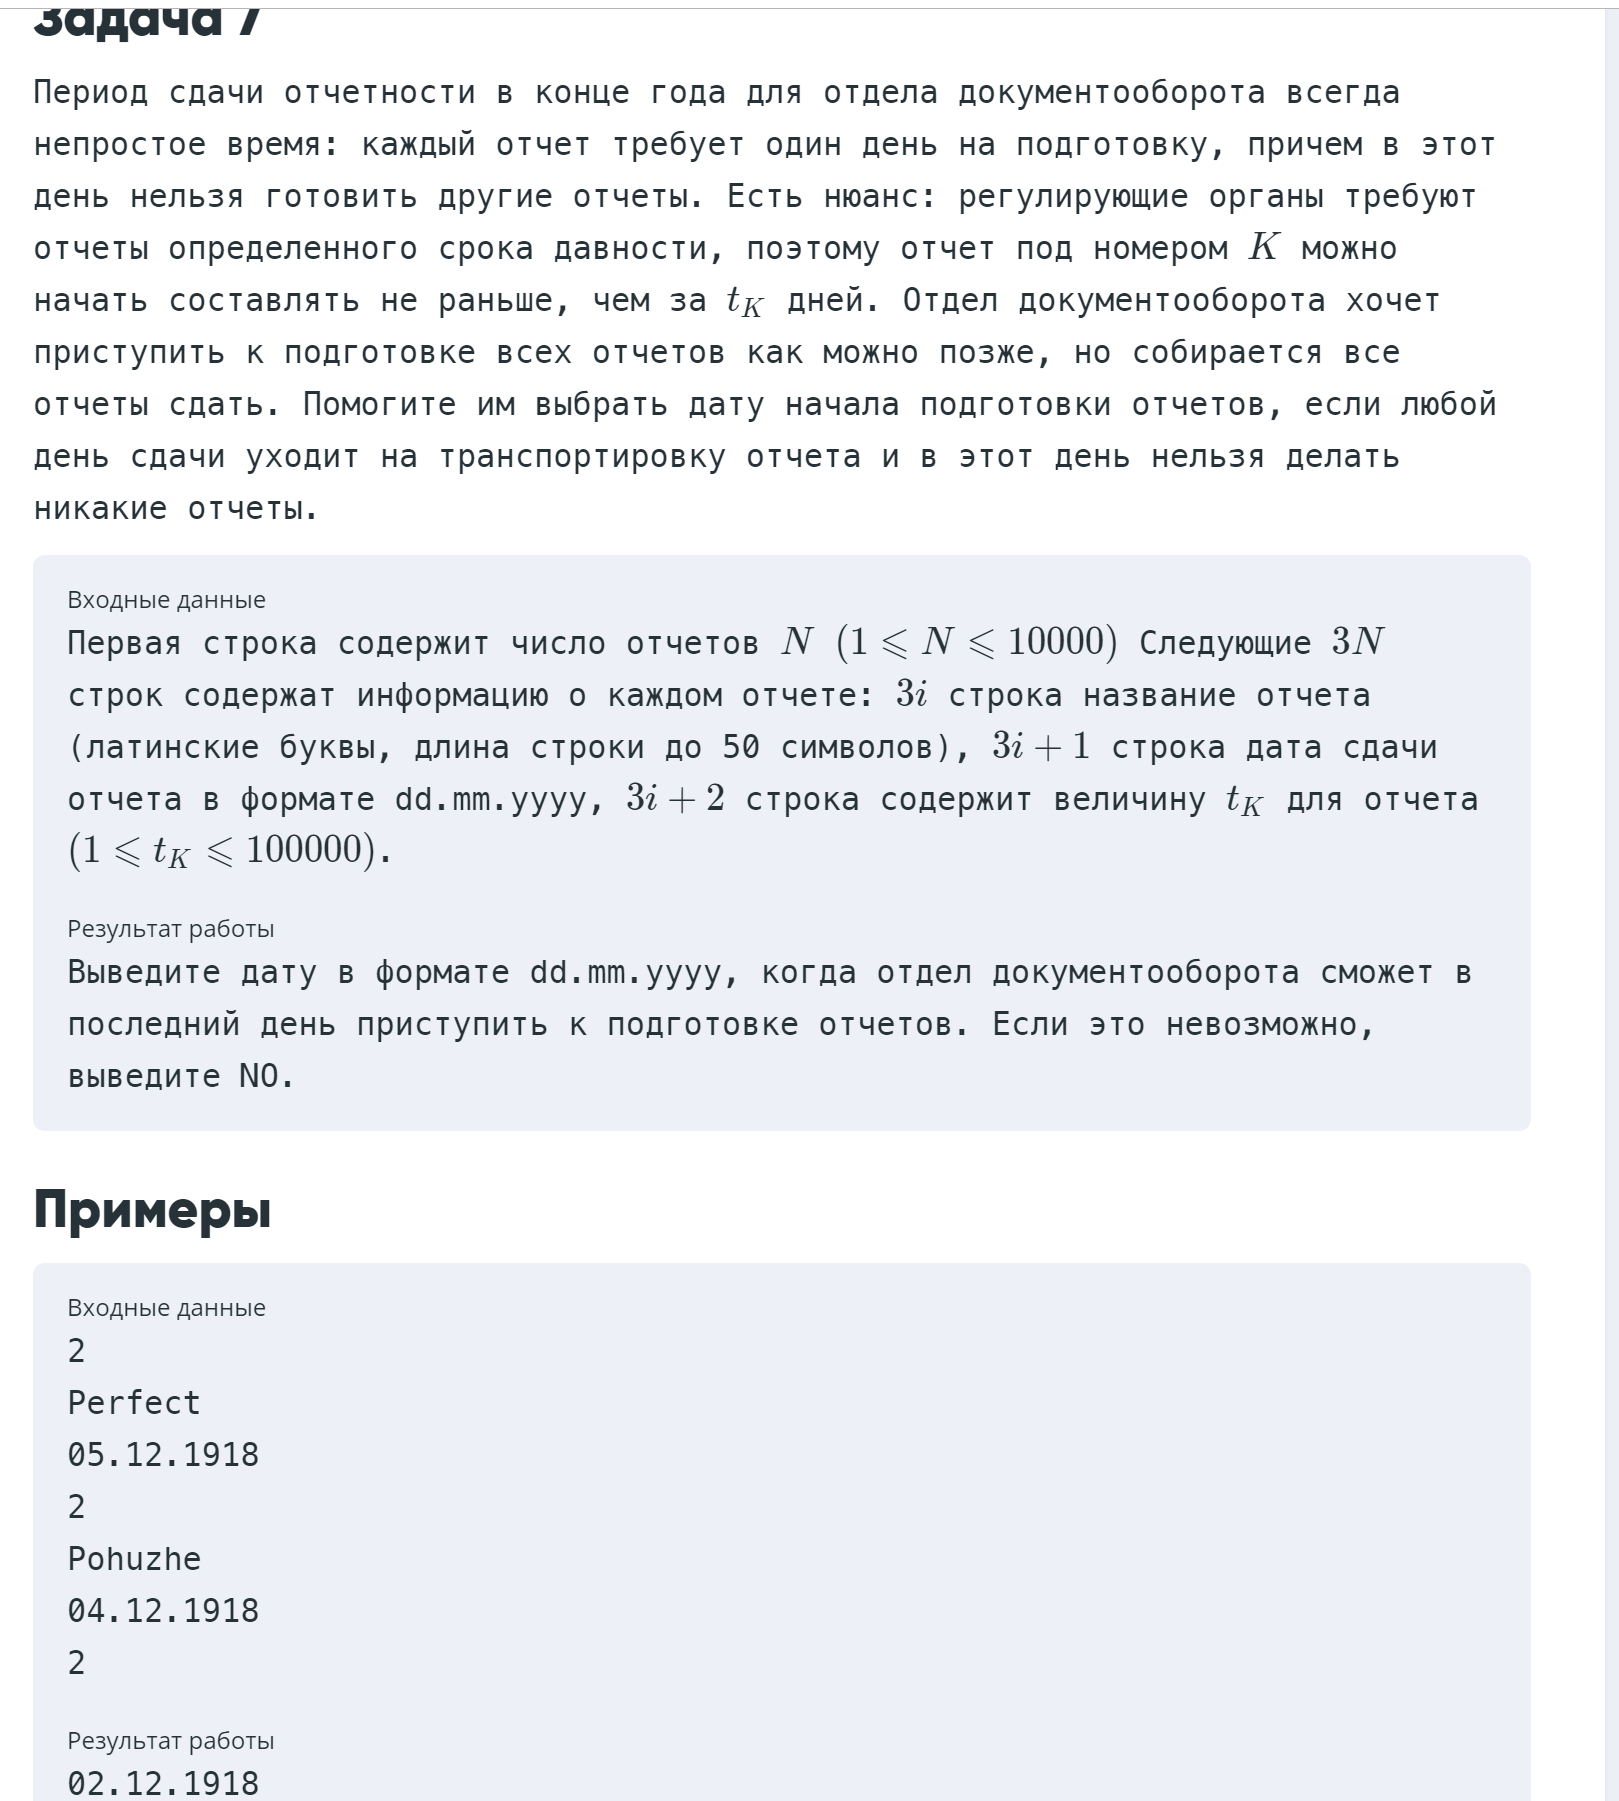 Задача 7
Период сдачи отчетности в конце года для отдела документооборота всегда
непростое время: каждый отчет требует один день на подготовку, причем в этот
день нельзя готовить другие отчеты. Есть нюанс: регулирующие органы требуют
отчеты определенного срока давности, поэтому отчет под номером K можно
начать составлять не раньше, чем за t_K дней. Отдел документооборота хочет
приступить к подготовке всех отчетов как можно позже, но собирается все
отчеты сдать. Помогите им выбрать дату начала подготовки отчетов, если любой
день сдачи уходит на транспортировку отчета и в этот день нельзя делать
никакие отчеты.
Входные данные
Первая строка содержит число отчетов N (1 ⩽ N ⩽ 10000) Следующие 3N
строк содержат информацию о каждом отчете: 3i строка название отчета
(латинские буквы, длина строки до 50 символов), 3i + 1 строка дата сдачи
отчета в формате dd.mm.yyyy, 3i + 2 строка содержит величину t_K для отчета
(1 ⩽ t_K ⩽ 100000).
Результат работы
Выведите дату в формате dd.mm.yyyy, когда отдел документооборота сможет в
последний день приступить к подготовке отчетов. Если это невозможно,
выведите NO.
Примеры
Входные данные
2
Perfect
05.12.1918
2
Pohuzhe
04.12.1918
2
Результат работы
02.12.1918